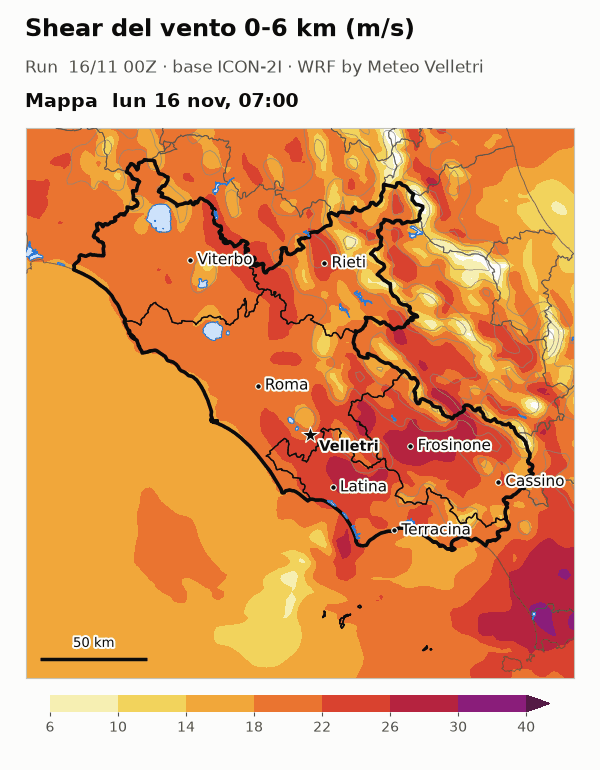 Shear del vento 0-6 km (m/s)
Run  16/11 00Z · base ICON-2I · WRF by Meteo Velletri
Mappa  lun 16 nov, 07:00
Viterbo
Rieti
Roma
Velletri
Frosinone
Latina
Cassino
Terracina
50 km
6 10 14 18 22 26 30 40